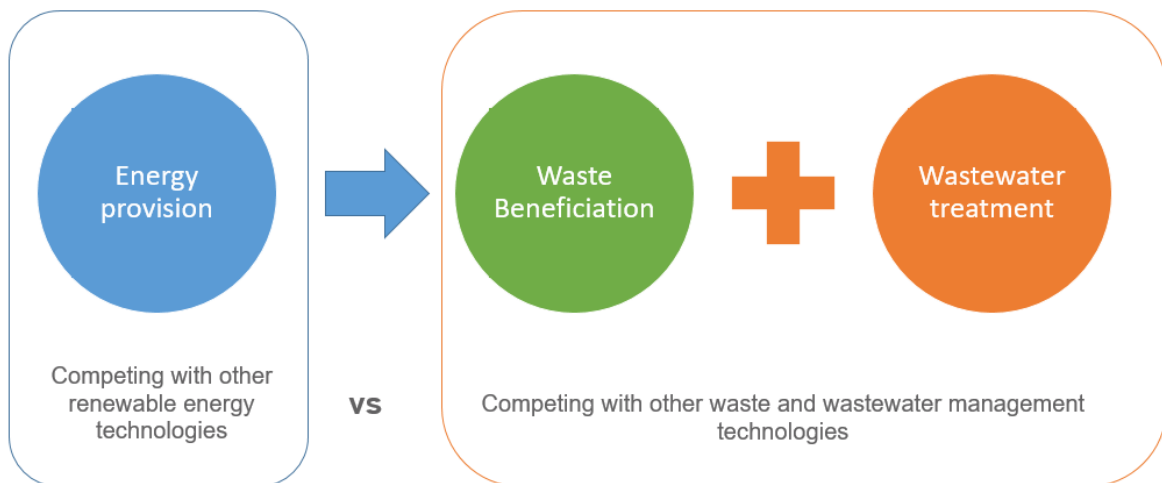 Energy
provision
Waste
Beneficiation
Wastewater
treatment
Competing with other
renewable energy
technologies
vs
Competing with other waste and wastewater management
technologies